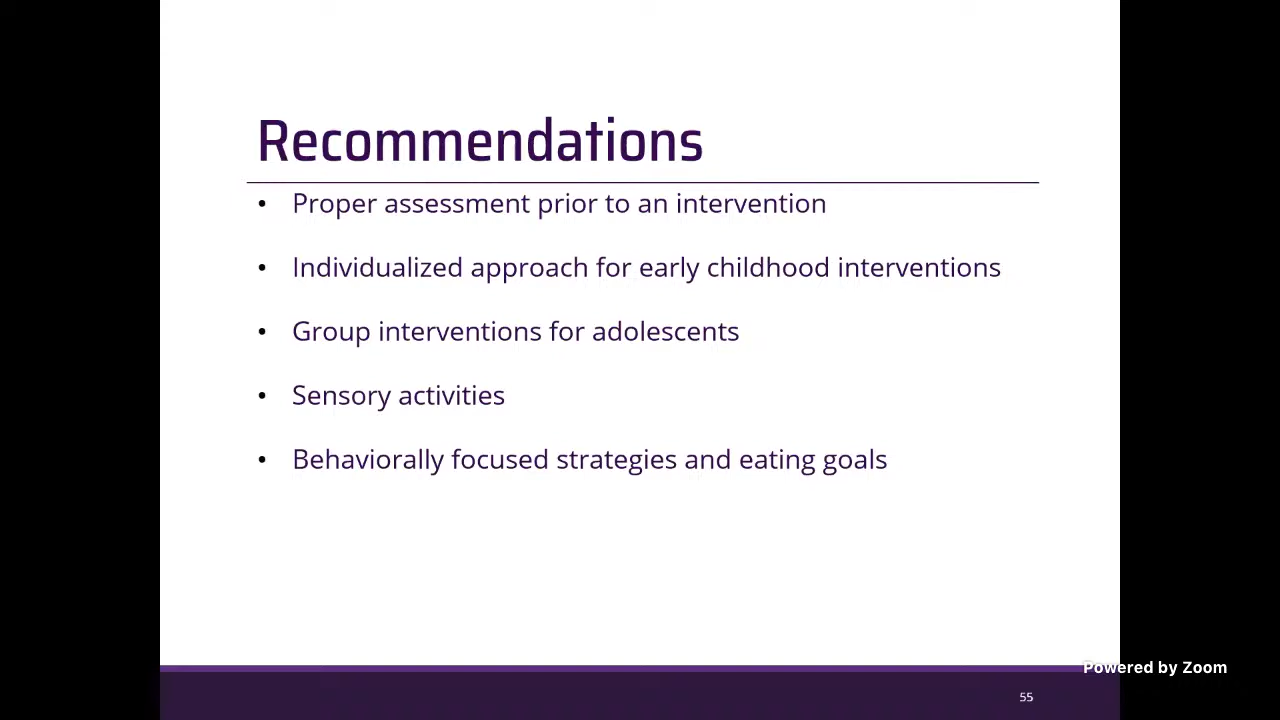 Recommendations
• Proper assessment prior to an intervention
• Individualized approach for early childhood interventions
• Group interventions for adolescents
• Sensory activities
• Behaviorally focused strategies and eating goals
Powered by Zoom
55